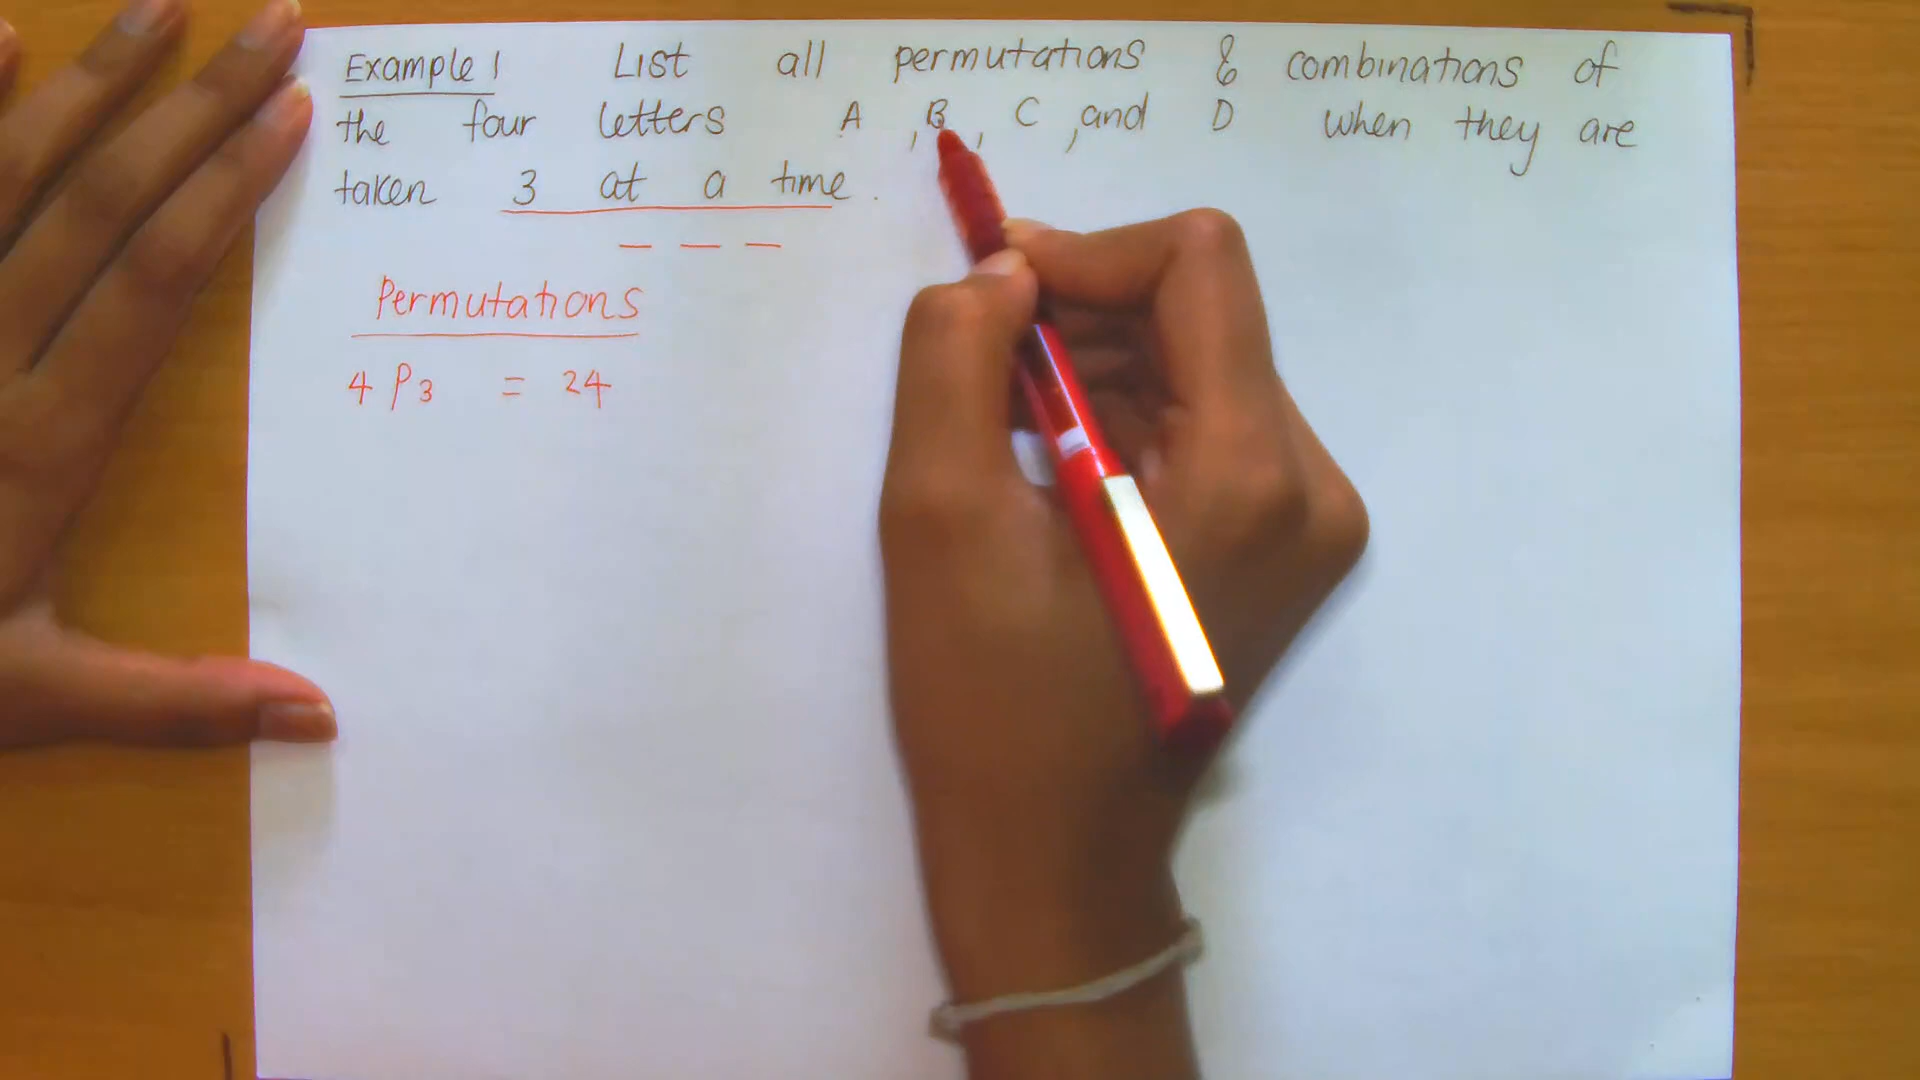 Example 1 List all permutations & combinations of
the four letters A, B, C, and D when they are
taken 3 at a time.
Permutations
4P3 = 24